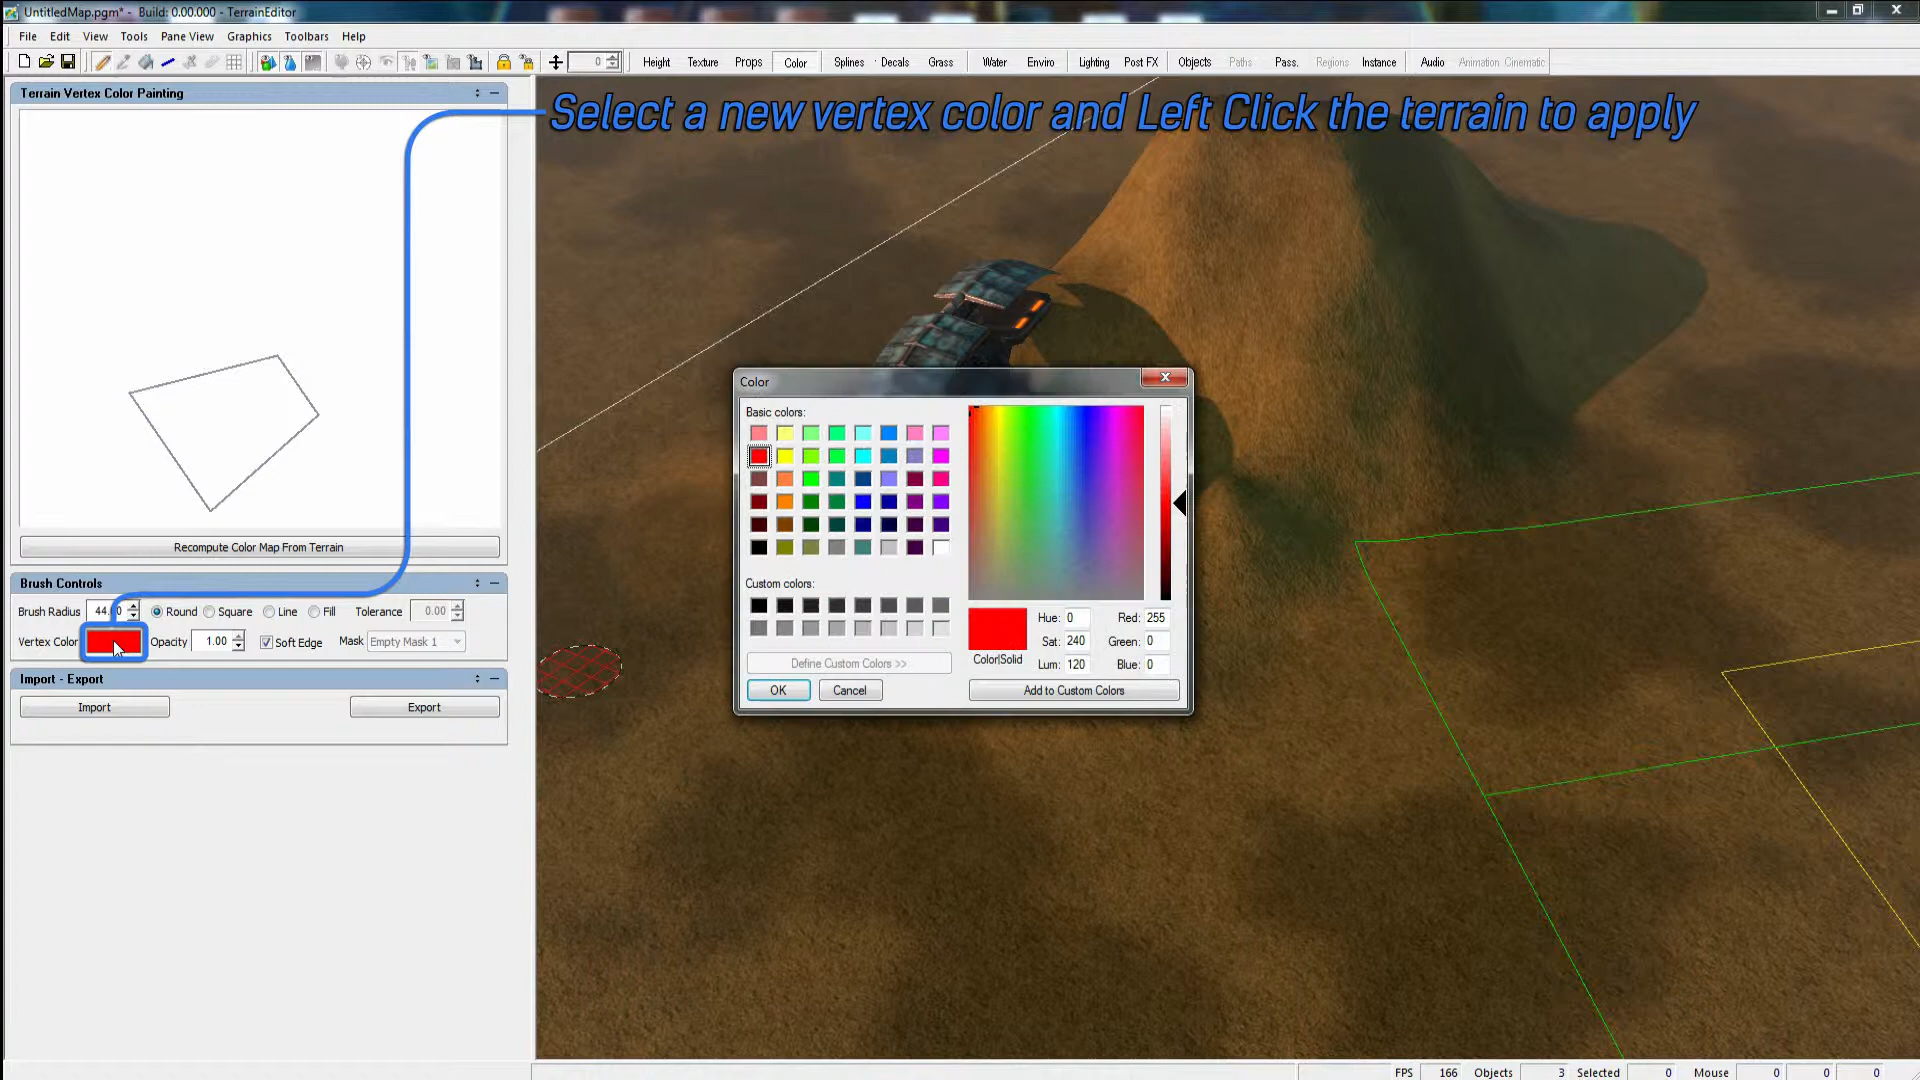 UntitledMap.pgm* - Build: 0.00.000 - TerrainEditor
File Edit View Tools Pane View Graphics Toolbars Help
0 Height Texture Props Color Splines Decals Grass Water Enviro Lighting Post FX Objects Paths Pass. Regions Instance Audio Animation Cinematic
Terrain Vertex Color Painting
Select a new vertex color and Left Click the terrain to apply
Recompute Color Map From Terrain
Brush Controls
Brush Radius Round Square Line Fill Tolerance 0.00
Vertex Color Opacity 1.00 Soft Edge Mask Empty Mask 1
Import - Export
Import Export
Color
Basic colors:
Custom colors:
Define Custom Colors >>
OK Cancel
Color|Solid
Hue: 0 Red: 255
Sat: 240 Green: 0
Lum: 120 Blue: 0
Add to Custom Colors
FPS 166 Objects 3 Selected 0 Mouse 0 0 0